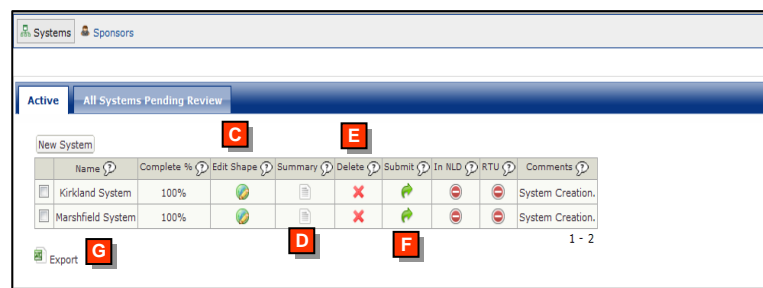 Systems Sponsors
Active All Systems Pending Review
C E
New System
Name ? Complete % ? Edit Shape ? Summary ? Delete ? Submit ? In NLD ? RTU ? Comments ?
Kirkland System 100% System Creation.
Marshfield System 100% System Creation.
D F 1 - 2
Export G